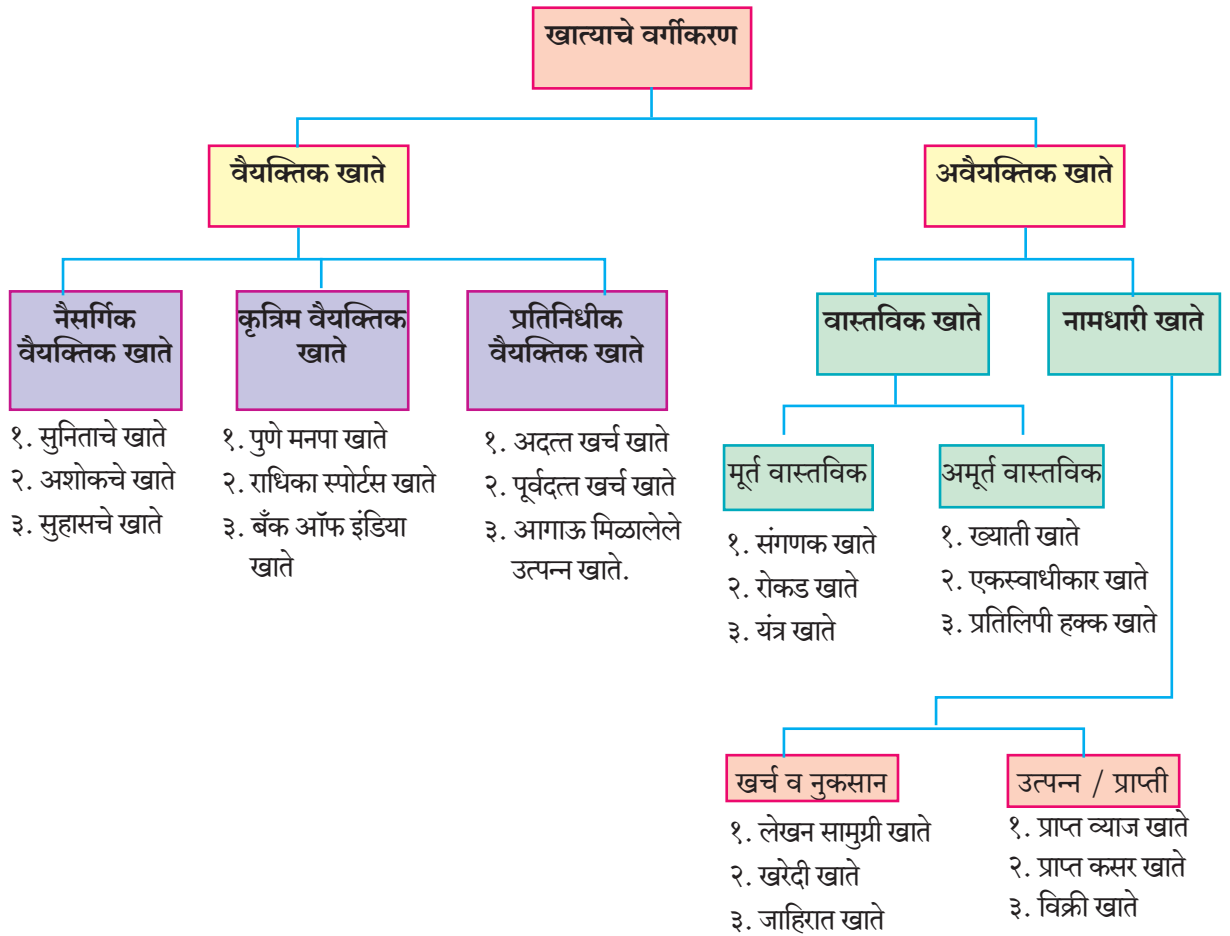 खात्याचे वर्गीकरण
वैयक्तिक खाते
अवैयक्तिक खाते
नैसर्गिक
वैयक्तिक खाते
कृत्रिम वैयक्तिक
खाते
प्रतिनिधीक
वैयक्तिक खाते
वास्तविक खाते
नामधारी खाते
१. सुनिताचे खाते
२. अशोकचे खाते
३. सुहासचे खाते
१. पुणे मनपा खाते
२. राधिका स्पोर्टस खाते
३. बँक ऑफ इंडिया
खाते
१. अदत्त खर्च खाते
२. पूर्वदत्त खर्च खाते
३. आगाऊ मिळालेले
उत्पन्न खाते.
मूर्त वास्तविक
अमूर्त वास्तविक
१. संगणक खाते
२. रोकड खाते
३. यंत्र खाते
१. ख्याती खाते
२. एकस्वाधीकार खाते
३. प्रतिलिपी हक्क खाते
खर्च व नुकसान
उत्पन्न / प्राप्ती
१. लेखन सामुग्री खाते
२. खरेदी खाते
३. जाहिरात खाते
१. प्राप्त व्याज खाते
२. प्राप्त कसर खाते
३. विक्री खाते